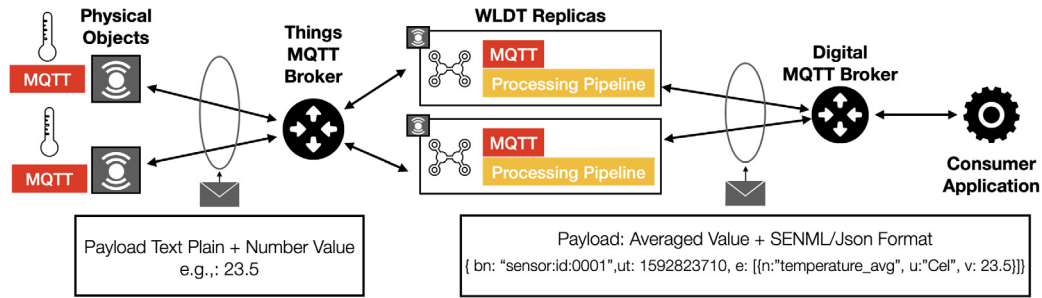 Physical
Objects
MQTT
MQTT
Things
MQTT
Broker
WLDT Replicas
MQTT
Processing Pipeline
MQTT
Processing Pipeline
Digital
MQTT Broker
Consumer
Application
Payload Text Plain + Number Value
e.g.,: 23.5
Payload: Averaged Value + SENML/Json Format
{ bn: “sensor:id:0001”,ut: 1592823710, e: [{n:”temperature_avg”, u:”Cel”, v: 23.5}]}